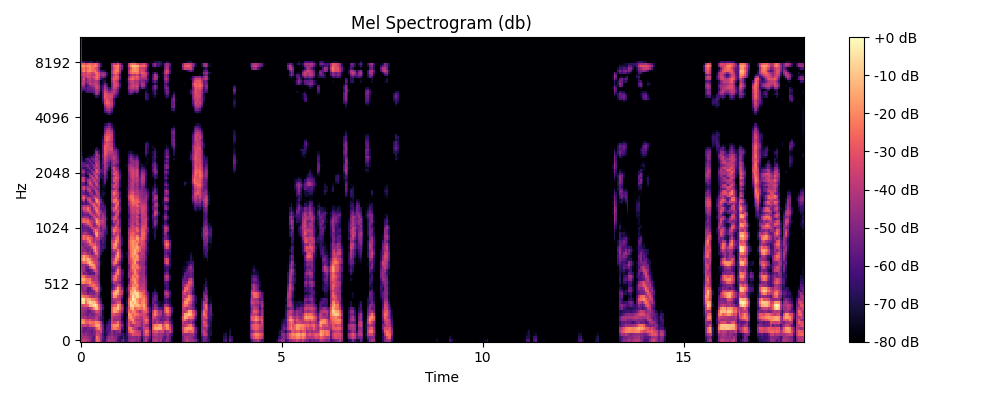 Mel Spectrogram (db)
8192
4096
2048
1024
512
0
Hz
0 5 10 15
Time
+0 dB
-10 dB
-20 dB
-30 dB
-40 dB
-50 dB
-60 dB
-70 dB
-80 dB